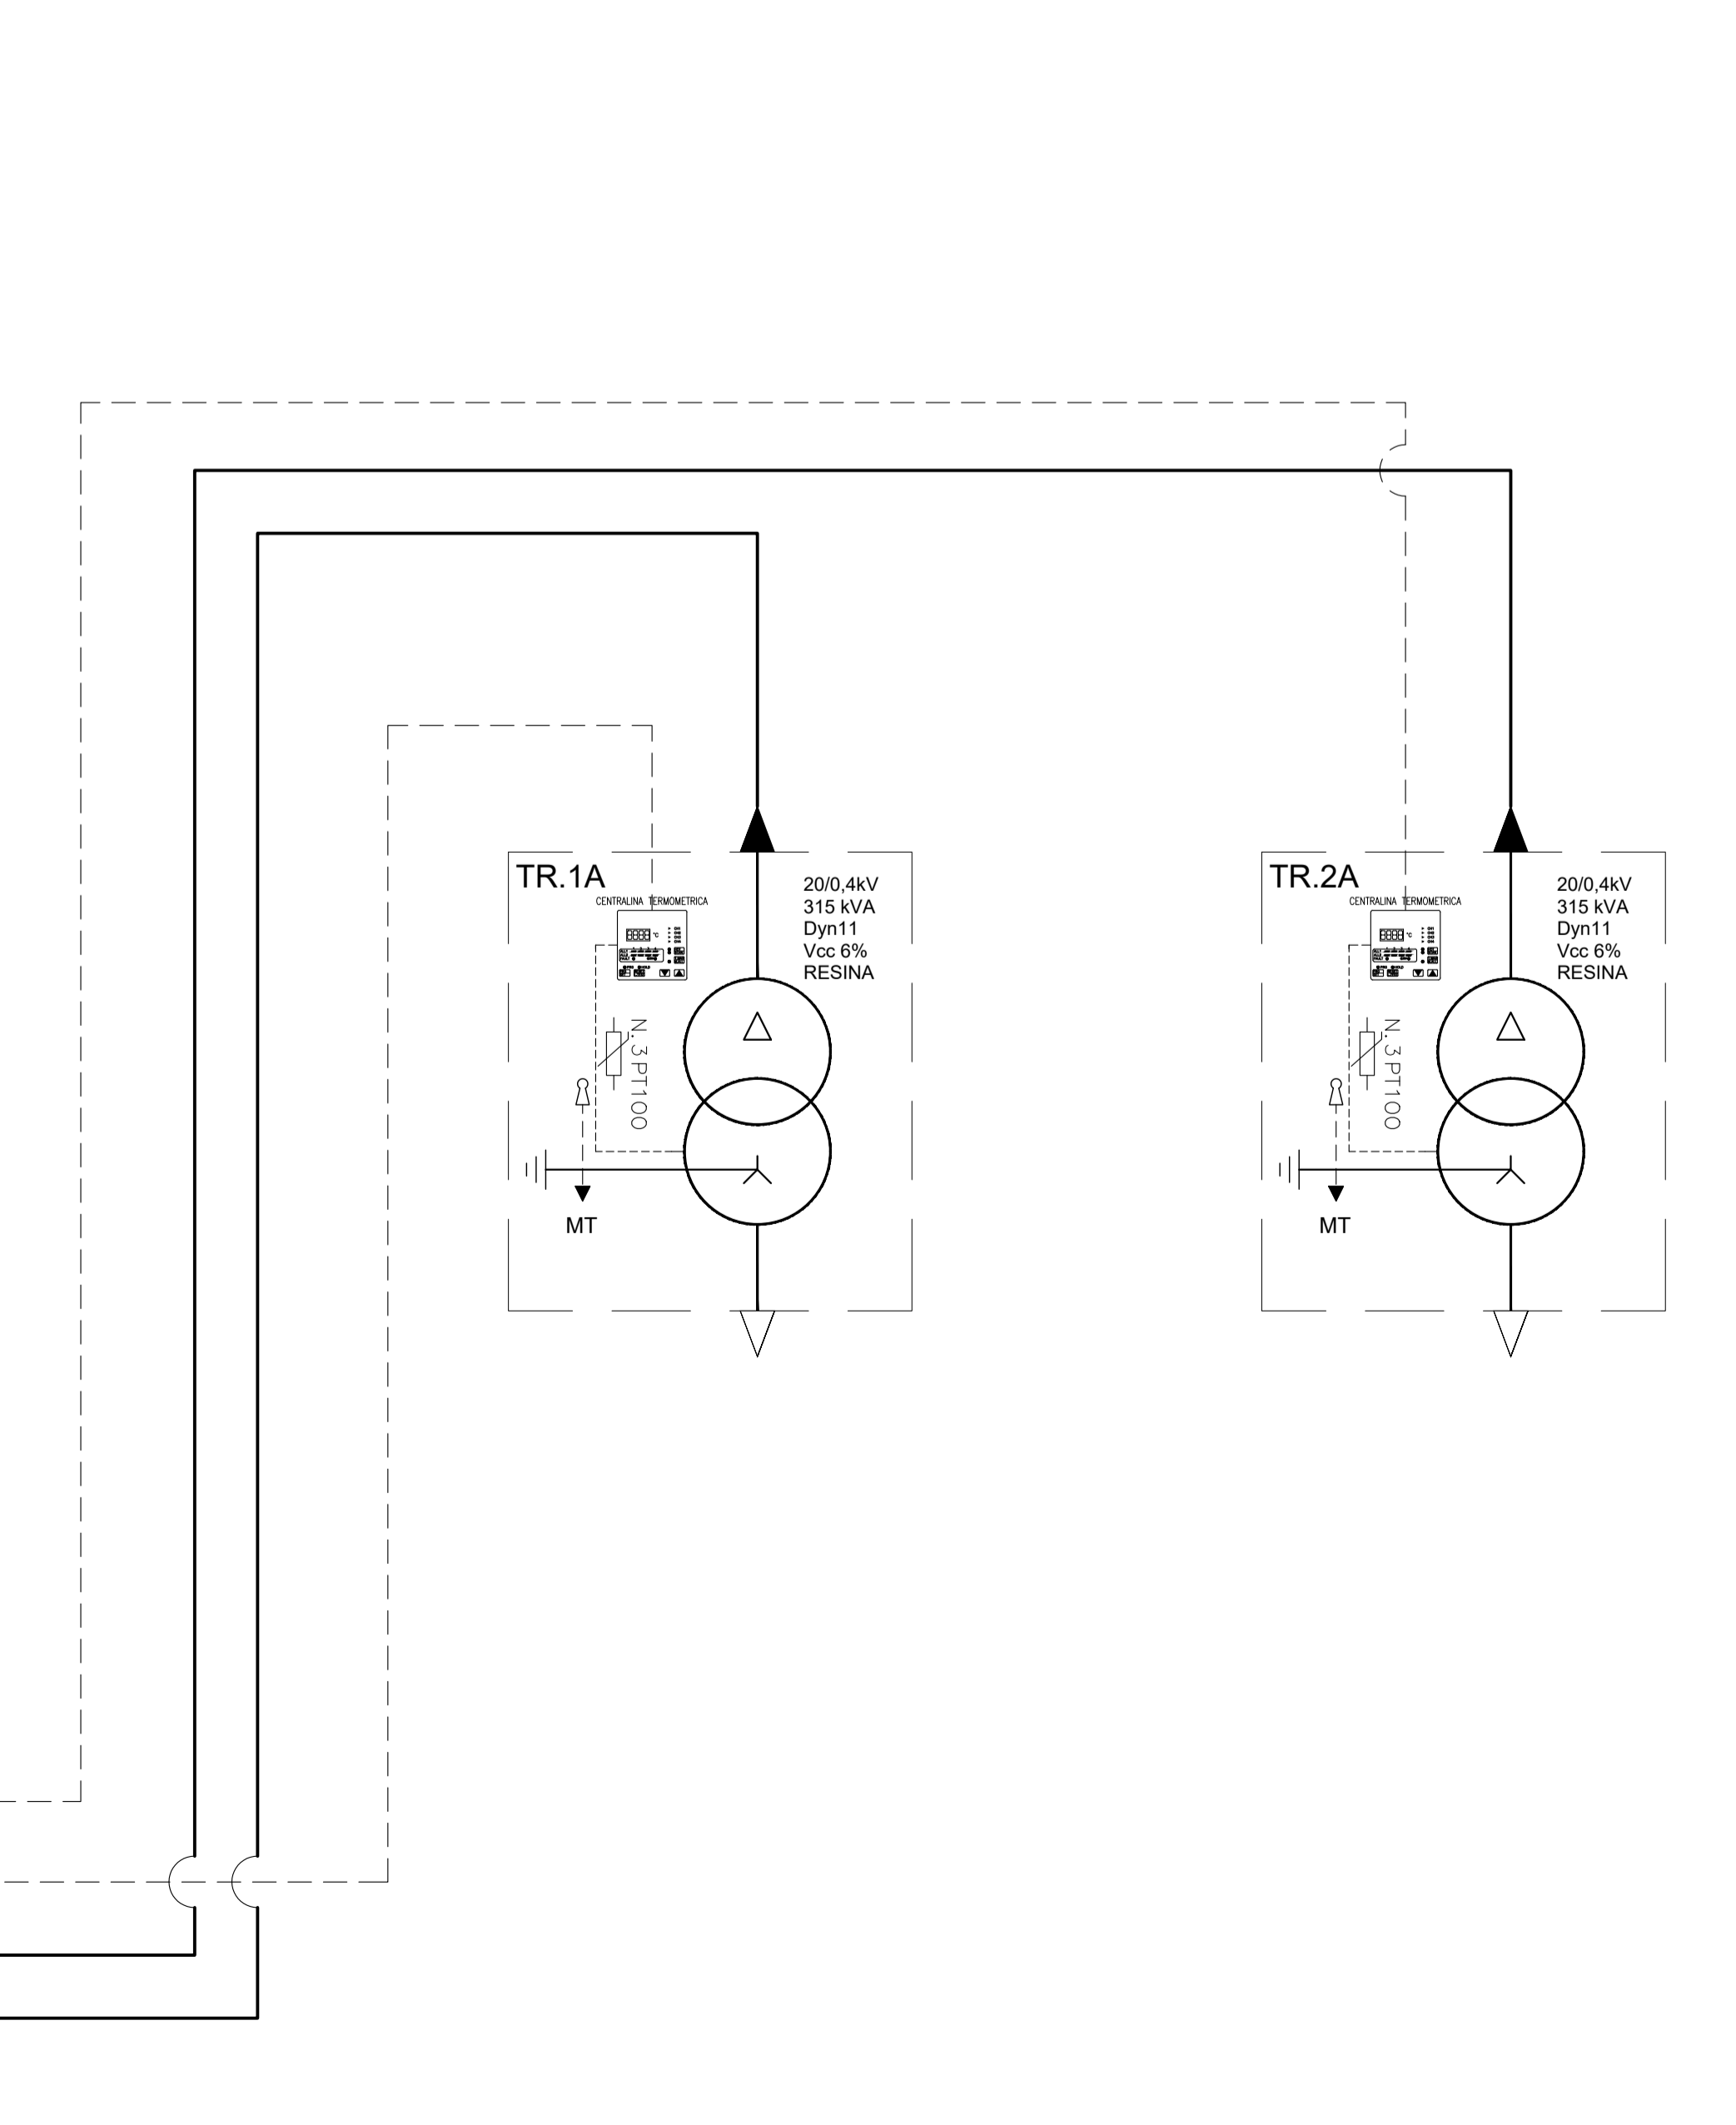 TR.1A
CENTRALINA TERMOMETRICA
20/0,4kV
315 kVA
Dyn11
Vcc 6%
RESINA
°C
N. 3 PT100
MT
TR.2A
CENTRALINA TERMOMETRICA
20/0,4kV
315 kVA
Dyn11
Vcc 6%
RESINA
°C
N. 3 PT100
MT